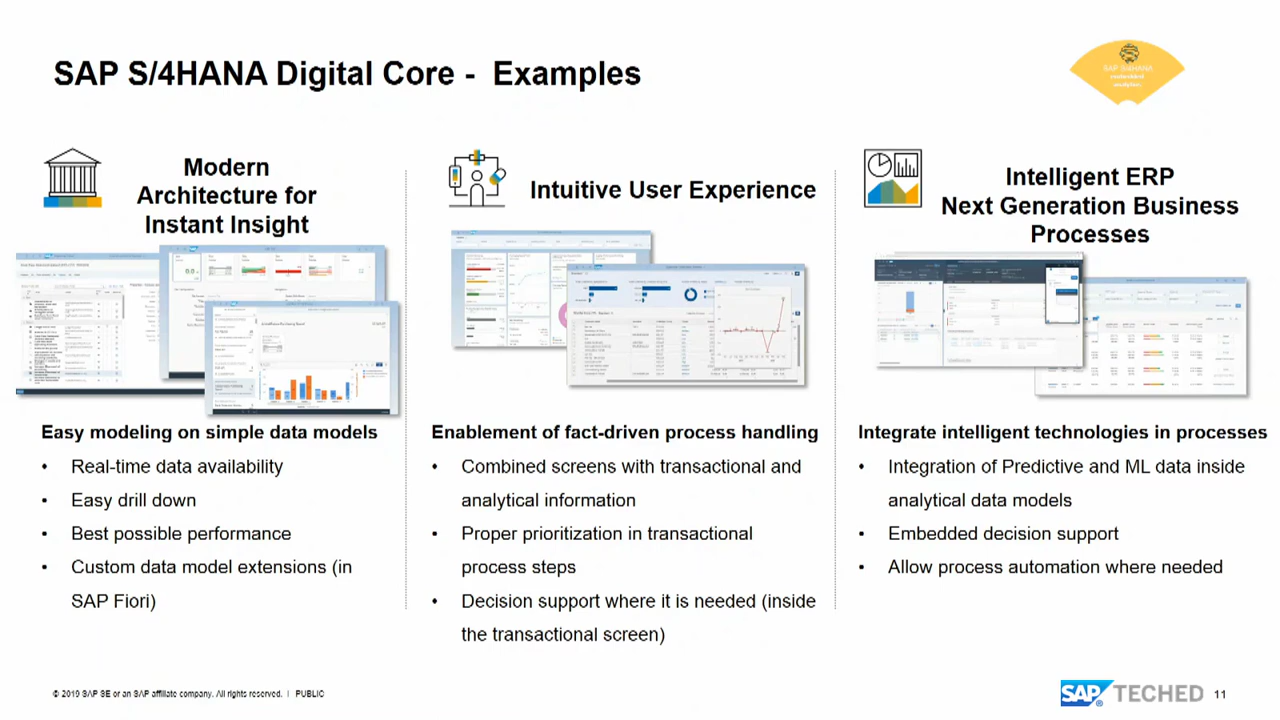 SAP S/4HANA Digital Core - Examples
SAP S/4HANA
embedded
analytics
Modern
Architecture for
Instant Insight
Easy modeling on simple data models
• Real-time data availability
• Easy drill down
• Best possible performance
• Custom data model extensions (in
SAP Fiori)
Intuitive User Experience
Enablement of fact-driven process handling
• Combined screens with transactional and
analytical information
• Proper prioritization in transactional
process steps
• Decision support where it is needed (inside
the transactional screen)
Intelligent ERP
Next Generation Business
Processes
Integrate intelligent technologies in processes
• Integration of Predictive and ML data inside
analytical data models
• Embedded decision support
• Allow process automation where needed
© 2019 SAP SE or an SAP affiliate company. All rights reserved. | PUBLIC
SAP® TECHED 11